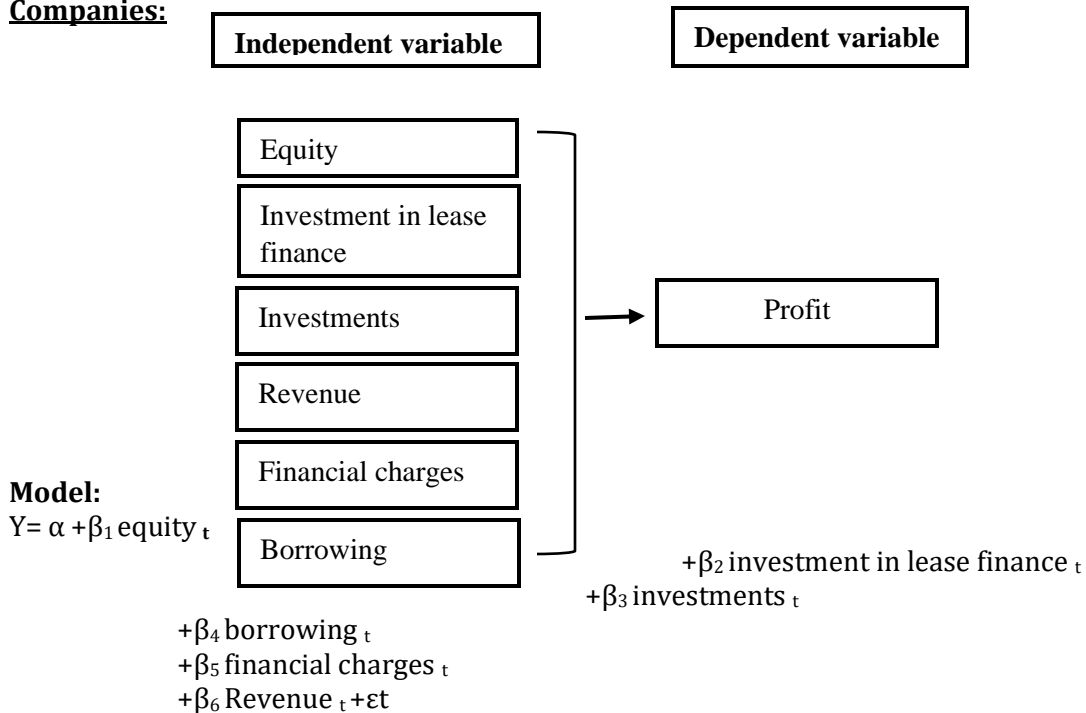 Companies:
Independent variable
Dependent variable
Equity
Investment in lease
finance
Investments
Profit
Revenue
Financial charges
Borrowing
Model:
Y= α +β₁ equity ₜ
+β₂ investment in lease finance ₜ
+β₃ investments ₜ
+β₄ borrowing ₜ
+β₅ financial charges ₜ
+β₆ Revenue ₜ +εt